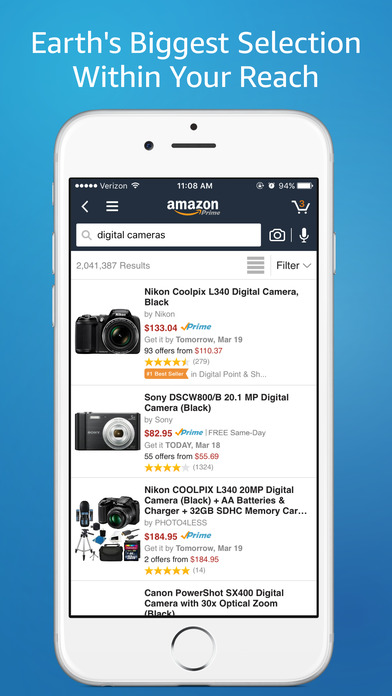 Earth's Biggest Selection
Within Your Reach
Verizon 11:08 AM 94%
amazon
Prime
3
digital cameras
2,041,387 Results Filter
Nikon Coolpix L340 Digital Camera,
Black
by Nikon
$133.04 Prime
Get it by Tomorrow, Mar 19
93 offers from $110.37
(279)
#1 Best Seller in Digital Point & Sh...
Sony DSCW800/B 20.1 MP Digital
Camera (Black)
by Sony
$82.95 Prime | FREE Same-Day
Get it TODAY, Mar 18
55 offers from $55.69
(1324)
Nikon COOLPIX L340 20MP Digital
Camera (Black) + AA Batteries &
Charger + 32GB SDHC Memory Car…
by PHOTO4LESS
$184.95 Prime
Get it by Tomorrow, Mar 19
2 offers from $184.95
(14)
Canon PowerShot SX400 Digital
Camera with 30x Optical Zoom
(Black)